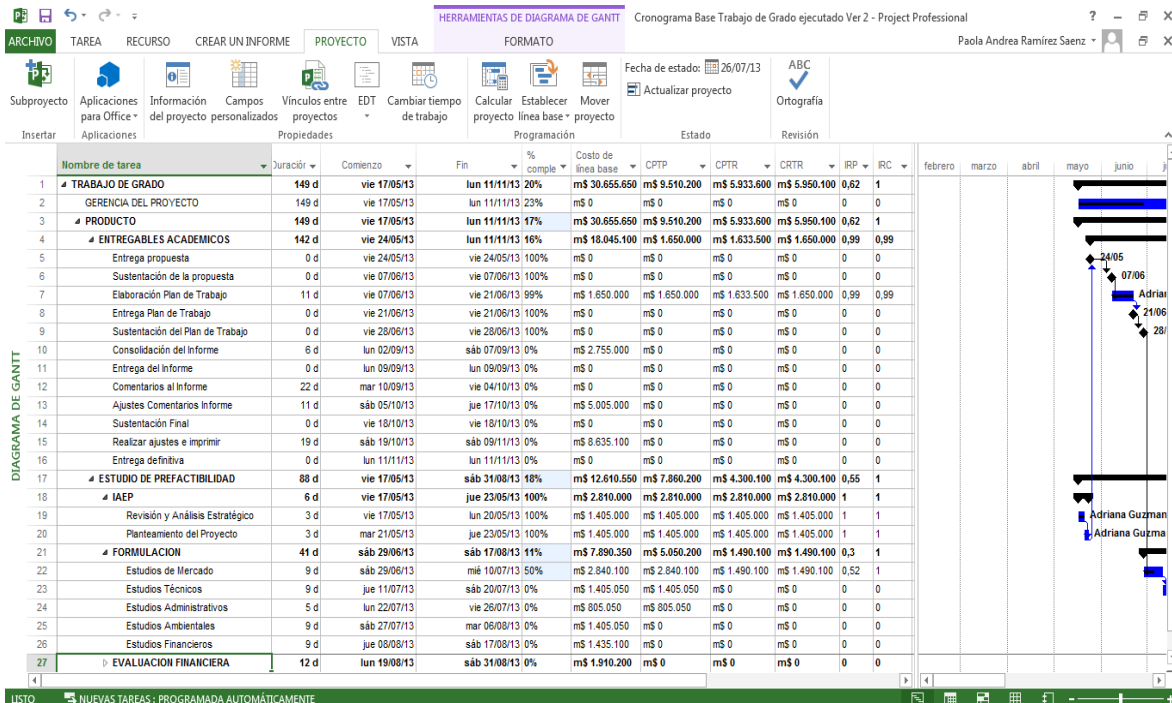 HERRAMIENTAS DE DIAGRAMA DE GANTT Cronograma Base Trabajo de Grado ejecutado Ver 2 - Project Professional
ARCHIVO TAREA RECURSO CREAR UN INFORME PROYECTO VISTA FORMATO Paola Andrea Ramírez Saenz
Subproyecto Aplicaciones para Office Información del proyecto Campos personalizados Vínculos entre proyectos EDT Cambiar tiempo de trabajo Calcular proyecto Establecer línea base Mover proyecto Fecha de estado: 26/07/13 Actualizar proyecto ABC Ortografía
Insertar Aplicaciones Propiedades Programación Estado Revisión
Nombre de tarea Duración Comienzo Fin % comple Costo de línea base CPTP CPTR CRTR IRP IRC febrero marzo abril mayo junio
1 TRABAJO DE GRADO 149 d vie 17/05/13 lun 11/11/13 20% m$ 30.655.650 m$ 9.510.200 m$ 5.933.600 m$ 5.950.100 0,62 1
2 GERENCIA DEL PROYECTO 149 d vie 17/05/13 lun 11/11/13 23% m$ 0 m$ 0 m$ 0 m$ 0 0 0
3 PRODUCTO 149 d vie 17/05/13 lun 11/11/13 17% m$ 30.655.650 m$ 9.510.200 m$ 5.933.600 m$ 5.950.100 0,62 1
4 ENTREGABLES ACADEMICOS 142 d vie 24/05/13 lun 11/11/13 16% m$ 18.045.100 m$ 1.650.000 m$ 1.633.500 m$ 1.650.000 0,99 0,99
5 Entrega propuesta 0 d vie 24/05/13 vie 24/05/13 100% m$ 0 m$ 0 m$ 0 m$ 0 0 0 24/05
6 Sustentación de la propuesta 0 d vie 07/06/13 vie 07/06/13 100% m$ 0 m$ 0 m$ 0 m$ 0 0 0 07/06
7 Elaboración Plan de Trabajo 11 d vie 07/06/13 vie 21/06/13 99% m$ 1.650.000 m$ 1.650.000 m$ 1.633.500 m$ 1.650.000 0,99 0,99 Adria
8 Entrega Plan de Trabajo 0 d vie 21/06/13 vie 21/06/13 100% m$ 0 m$ 0 m$ 0 m$ 0 0 0 21/06
9 Sustentación del Plan de Trabajo 0 d vie 28/06/13 vie 28/06/13 100% m$ 0 m$ 0 m$ 0 m$ 0 0 0 28/
10 Consolidación del Informe 6 d lun 02/09/13 sáb 07/09/13 0% m$ 2.755.000 m$ 0 m$ 0 m$ 0 0 0
11 Entrega del Informe 0 d lun 09/09/13 lun 09/09/13 0% m$ 0 m$ 0 m$ 0 m$ 0 0 0
12 Comentarios al Informe 22 d mar 10/09/13 vie 04/10/13 0% m$ 0 m$ 0 m$ 0 m$ 0 0 0
13 Ajustes Comentarios Informe 11 d sáb 05/10/13 jue 17/10/13 0% m$ 5.005.000 m$ 0 m$ 0 m$ 0 0 0
14 Sustentación Final 0 d vie 18/10/13 vie 18/10/13 0% m$ 0 m$ 0 m$ 0 m$ 0 0 0
15 Realizar ajustes e imprimir 19 d sáb 19/10/13 sáb 09/11/13 0% m$ 8.635.100 m$ 0 m$ 0 m$ 0 0 0
16 Entrega definitiva 0 d lun 11/11/13 lun 11/11/13 0% m$ 0 m$ 0 m$ 0 m$ 0 0 0
17 ESTUDIO DE PREFACTIBILIDAD 88 d vie 17/05/13 sáb 31/08/13 18% m$ 12.610.550 m$ 7.860.200 m$ 4.300.100 m$ 4.300.100 0,55 1
18 IAEP 6 d vie 17/05/13 jue 23/05/13 100% m$ 2.810.000 m$ 2.810.000 m$ 2.810.000 m$ 2.810.000 1 1
19 Revisión y Análisis Estratégico 3 d vie 17/05/13 lun 20/05/13 100% m$ 1.405.000 m$ 1.405.000 m$ 1.405.000 m$ 1.405.000 1 1 Adriana Guzman
20 Planteamiento del Proyecto 3 d mar 21/05/13 jue 23/05/13 100% m$ 1.405.000 m$ 1.405.000 m$ 1.405.000 m$ 1.405.000 1 1 Adriana Guzma
21 FORMULACION 41 d sáb 29/06/13 sáb 17/08/13 11% m$ 7.890.350 m$ 5.050.200 m$ 1.490.100 m$ 1.490.100 0,3 1
22 Estudios de Mercado 9 d sáb 29/06/13 mié 10/07/13 50% m$ 2.840.100 m$ 2.840.100 m$ 1.490.100 m$ 1.490.100 0,52 1
23 Estudios Técnicos 9 d jue 11/07/13 sáb 20/07/13 0% m$ 1.405.050 m$ 1.405.050 m$ 0 m$ 0 0 0
24 Estudios Administrativos 5 d lun 22/07/13 vie 26/07/13 0% m$ 805.050 m$ 805.050 m$ 0 m$ 0 0 0
25 Estudios Ambientales 9 d sáb 27/07/13 mar 06/08/13 0% m$ 1.405.050 m$ 0 m$ 0 m$ 0 0 0
26 Estudios Financieros 9 d jue 08/08/13 sáb 17/08/13 0% m$ 1.435.100 m$ 0 m$ 0 m$ 0 0 0
27 EVALUACION FINANCIERA 12 d lun 19/08/13 sáb 31/08/13 0% m$ 1.910.200 m$ 0 m$ 0 m$ 0 0 0
DIAGRAMA DE GANTT
LISTO NUEVAS TAREAS : PROGRAMADA AUTOMÁTICAMENTE